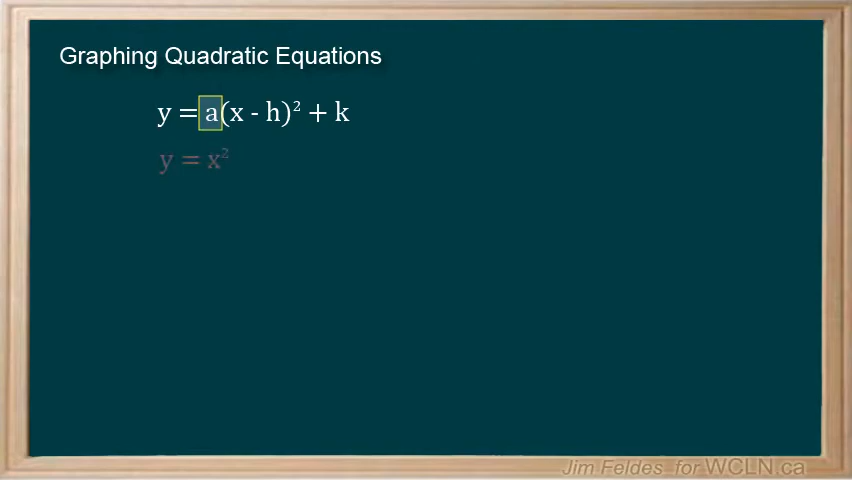 Graphing Quadratic Equations
y = a(x - h)² + k
y = x²
Jim Feldes for WCLN.ca